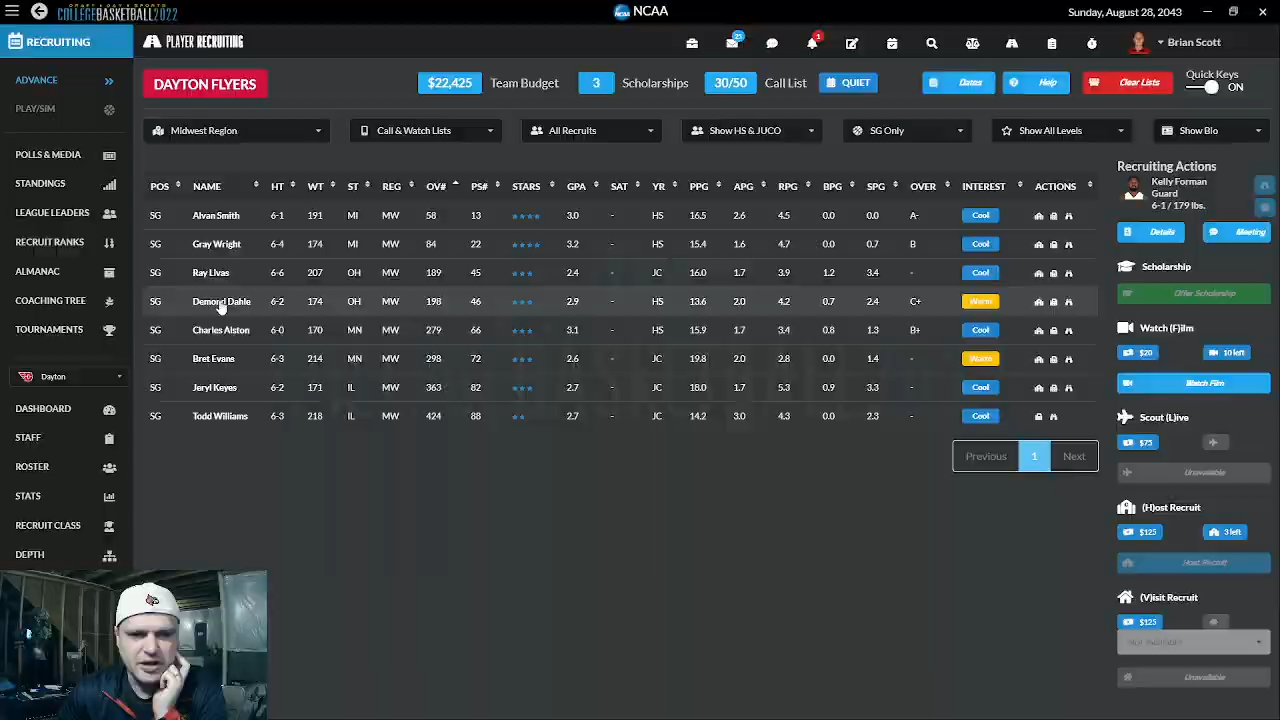 DRAFT DAY SPORTS
COLLEGE BASKETBALL 2022
NCAA
Sunday, August 28, 2043
RECRUITING
PLAYER RECRUITING
21
1
Brian Scott
ADVANCE
PLAY/SIM
POLLS & MEDIA
STANDINGS
LEAGUE LEADERS
RECRUIT RANKS
ALMANAC
COACHING TREE
TOURNAMENTS
Dayton
DASHBOARD
STAFF
ROSTER
STATS
RECRUIT CLASS
DEPTH
DAYTON FLYERS
$22,425 Team Budget 3 Scholarships 30/50 Call List QUIET Dates Help Clear Lists Quick Keys ON
Midwest Region Call & Watch Lists All Recruits Show HS & JUCO SG Only Show All Levels Show Bio
POS NAME HT WT ST REG OV# PS# STARS GPA SAT YR PPG APG RPG BPG SPG OVER INTEREST ACTIONS
SG Alvan Smith 6-1 191 MI MW 58 13 3.0 - HS 16.5 2.6 4.5 0.0 0.0 A- Cool
SG Gray Wright 6-4 174 MI MW 84 22 3.2 - HS 15.4 1.6 4.7 0.0 0.7 B Cool
SG Ray Livas 6-6 207 OH MW 189 45 2.4 - JC 16.0 1.7 3.9 1.2 3.4 - Cool
SG Demond Dahle 6-2 174 OH MW 198 46 2.9 - HS 13.6 2.0 4.2 0.7 2.4 C+ Warm
SG Charles Alston 6-0 170 MN MW 279 66 3.1 - HS 15.9 1.7 3.4 0.8 1.3 B+ Cool
SG Bret Evans 6-3 214 MN MW 298 72 2.6 - JC 19.8 2.0 2.8 0.0 1.4 - Warm
SG Jeryl Keyes 6-2 171 IL MW 363 82 2.7 - JC 18.0 1.7 5.3 0.9 3.3 - Cool
SG Todd Williams 6-3 218 IL MW 424 88 2.7 - JC 14.2 3.0 4.3 0.0 2.3 - Cool
Previous 1 Next
Recruiting Actions
Kelly Forman
Guard
6-1 / 179 lbs.
Details Meeting
Scholarship
Offer Scholarship
Watch (F)ilm
$20 10 left
Watch Film
Scout (L)ive
$75
Unavailable
(H)ost Recruit
$125 3 left
Host Recruit
(V)isit Recruit
$125
Unavailable